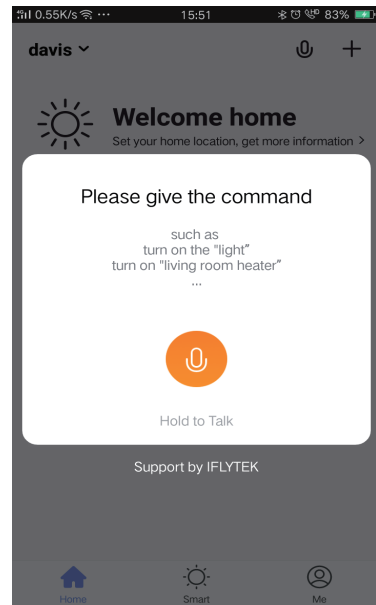 0.55K/s 15:51 83%
davis
Welcome home
Set your home location, get more information >
Please give the command
such as
turn on the "light"
turn on "living room heater"
...
Hold to Talk
Support by IFLYTEK
Home Smart Me